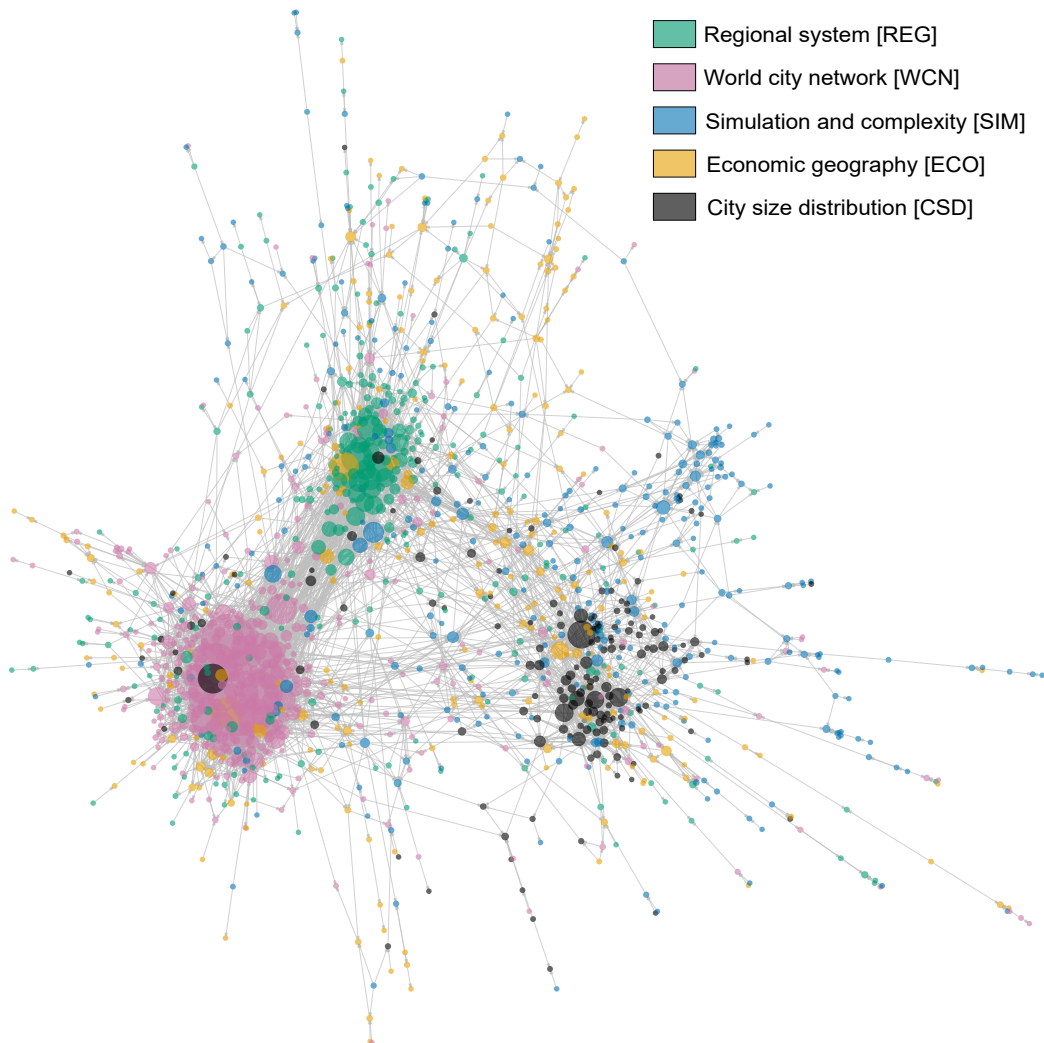 Regional system [REG]
World city network [WCN]
Simulation and complexity [SIM]
Economic geography [ECO]
City size distribution [CSD]